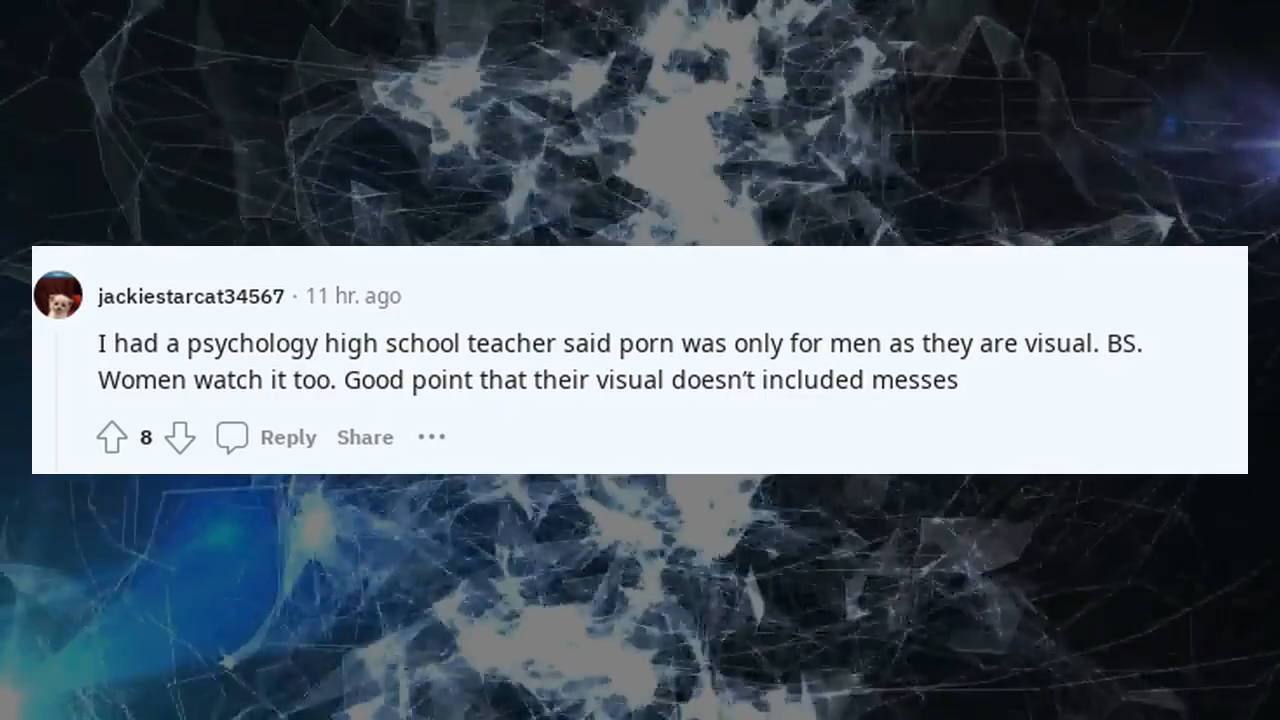 jackiestarcat34567 · 11 hr. ago
I had a psychology high school teacher said porn was only for men as they are visual. BS.
Women watch it too. Good point that their visual doesn’t included messes
8 Reply Share ···